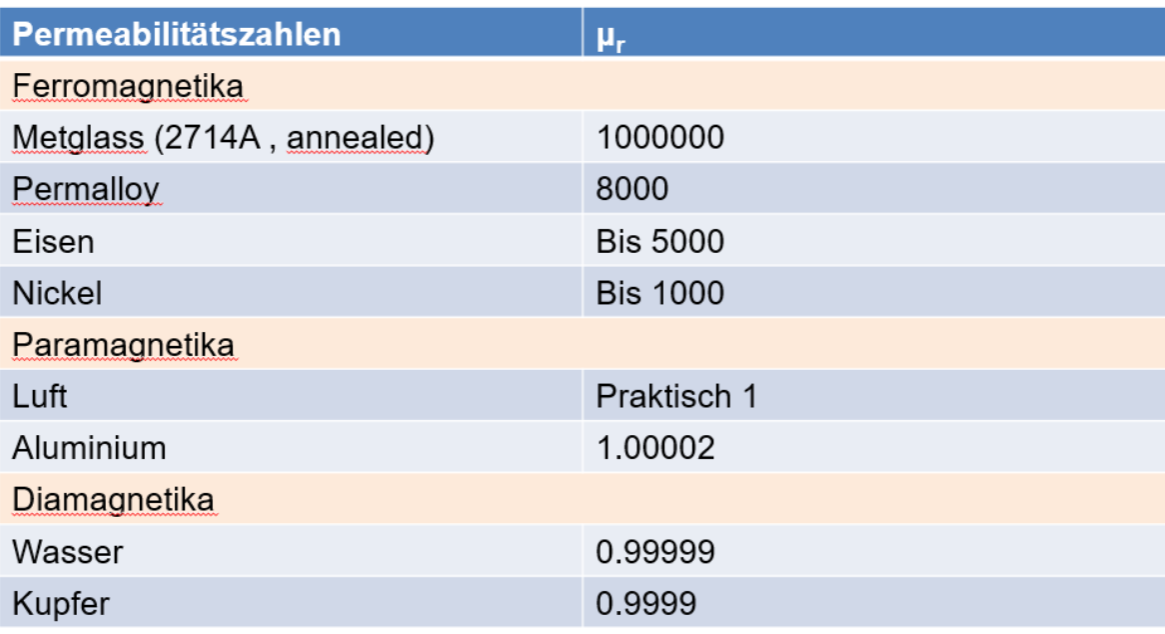 Permeabilitätszahlen μr
Ferromagnetika
Metglass (2714A , annealed) 1000000
Permalloy 8000
Eisen Bis 5000
Nickel Bis 1000
Paramagnetika
Luft Praktisch 1
Aluminium 1.00002
Diamagnetika
Wasser 0.99999
Kupfer 0.9999